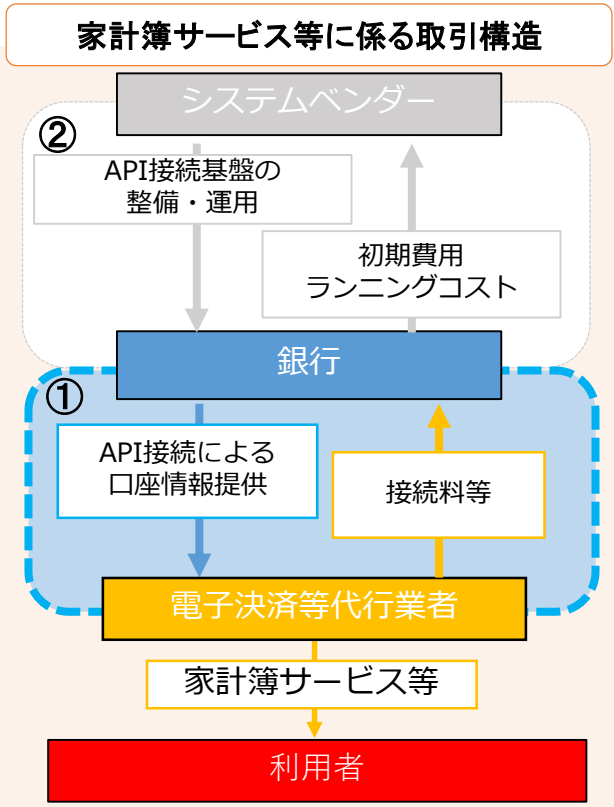 家計簿サービス等に係る取引構造
システムベンダー
②
API接続基盤の
整備・運用
初期費用
ランニングコスト
銀行
①
API接続による
口座情報提供
接続料等
電子決済等代行業者
家計簿サービス等
利用者